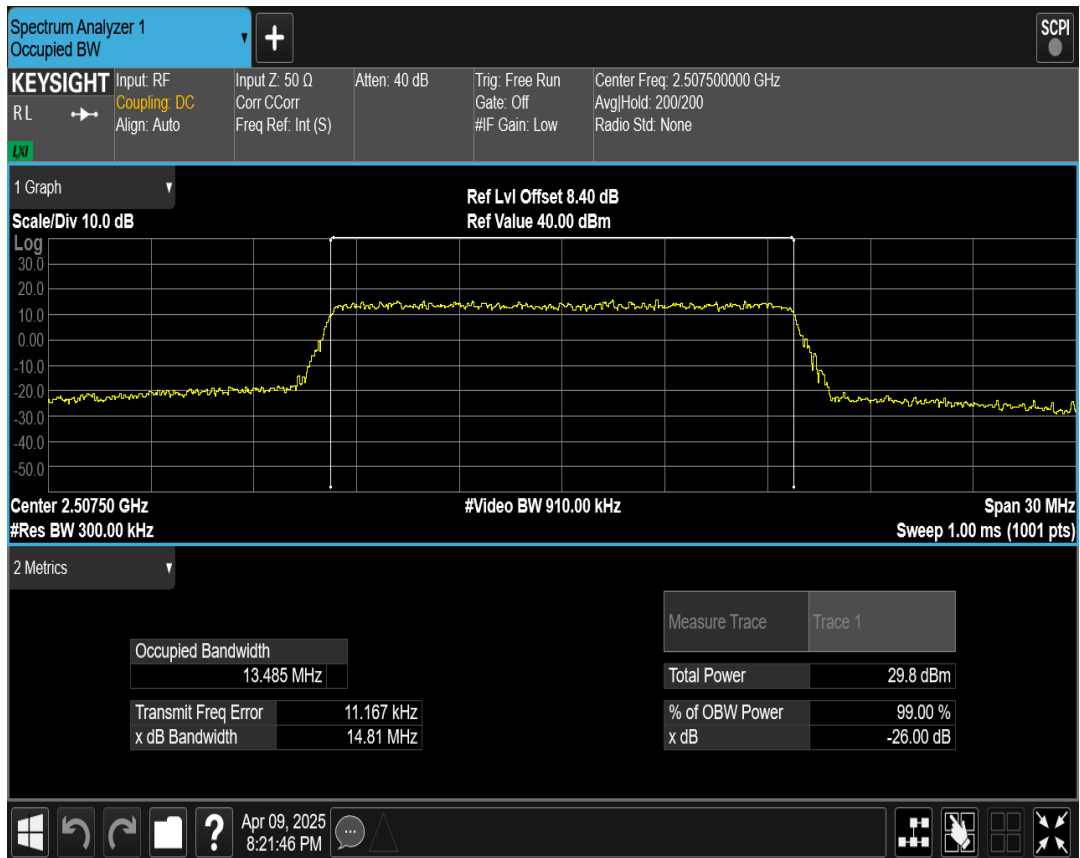 Spectrum Analyzer 1
Occupied BW
+
SCPI
KEYSIGHT
RL
LXI
Input: RF
Coupling: DC
Align: Auto
Input Z: 50 Ω
Corr CCorr
Freq Ref: Int (S)
Atten: 40 dB
Trig: Free Run
Gate: Off
#IF Gain: Low
Center Freq: 2.507500000 GHz
Avg|Hold: 200/200
Radio Std: None
1 Graph
Ref Lvl Offset 8.40 dB
Scale/Div 10.0 dB
Ref Value 40.00 dBm
Log
30.0
20.0
10.0
0.00
-10.0
-20.0
-30.0
-40.0
-50.0
Center 2.50750 GHz
#Video BW 910.00 kHz
Span 30 MHz
#Res BW 300.00 kHz
Sweep 1.00 ms (1001 pts)
2 Metrics
Measure Trace Trace 1
Occupied Bandwidth
13.485 MHz
Total Power 29.8 dBm
Transmit Freq Error 11.167 kHz
% of OBW Power 99.00 %
x dB Bandwidth 14.81 MHz
x dB -26.00 dB
?
Apr 09, 2025
8:21:46 PM
...